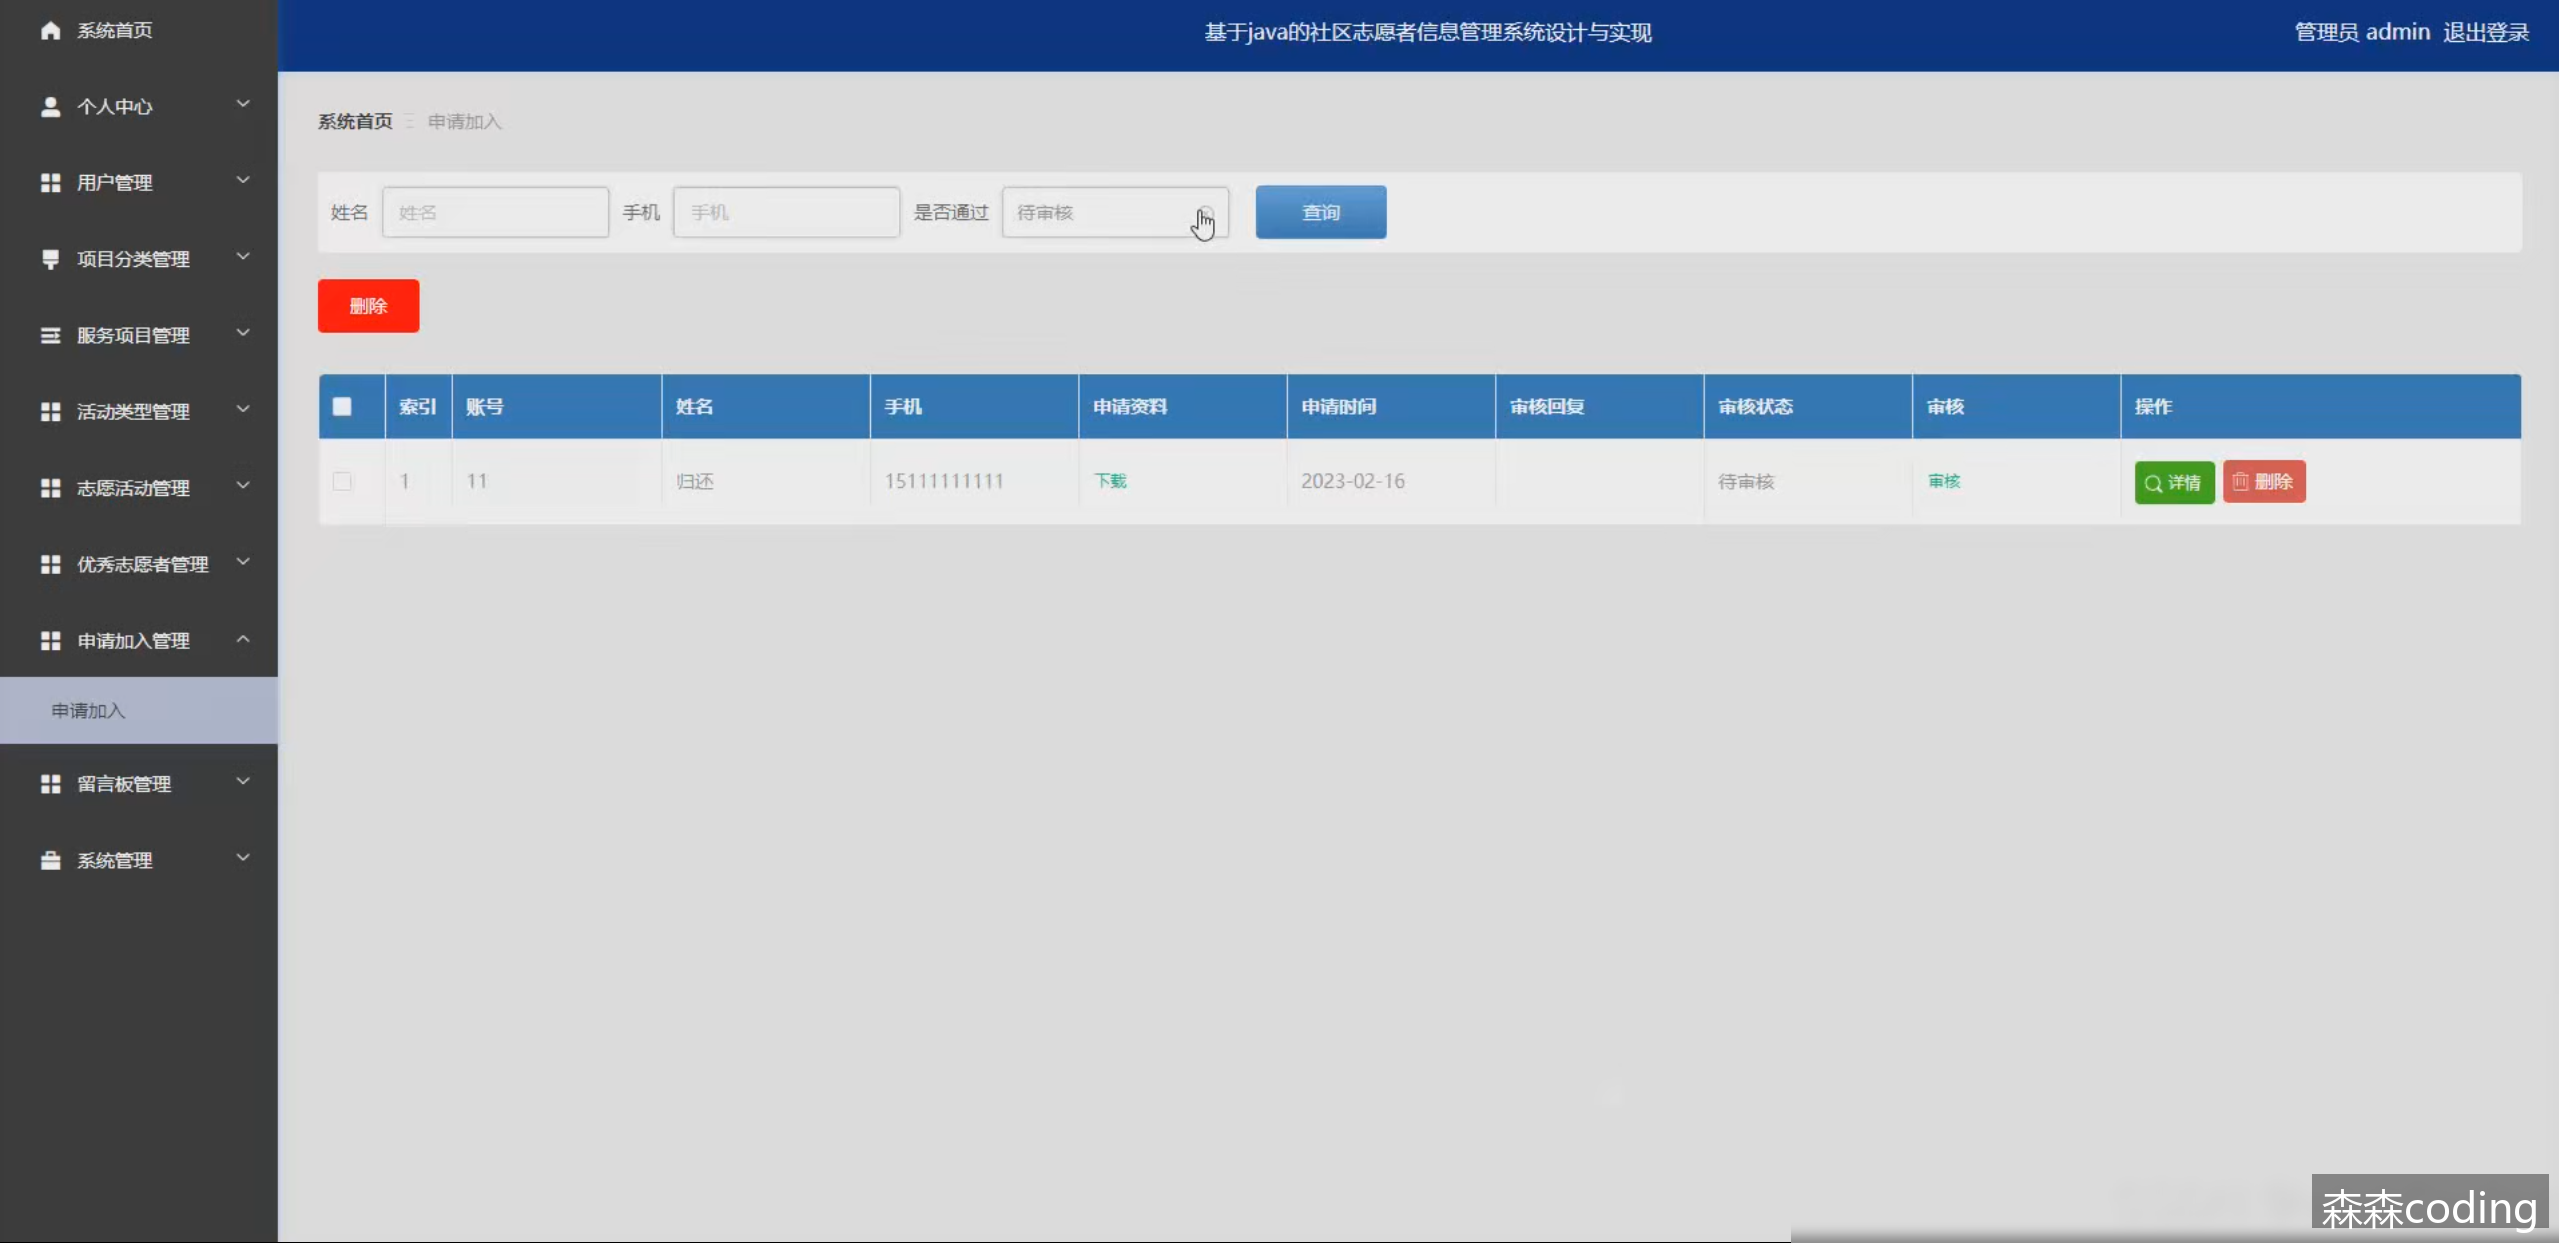 系统首页
个人中心
用户管理
项目分类管理
服务项目管理
活动类型管理
志愿活动管理
优秀志愿者管理
申请加入管理
申请加入
留言板管理
系统管理
基于java的社区志愿者信息管理系统设计与实现
管理员 admin 退出登录
系统首页 申请加入
姓名 姓名 手机 手机 是否通过 待审核 查询
删除
索引 账号 姓名 手机 申请资料 申请时间 审核回复 审核状态 审核 操作
1 11 归还 15111111111 下载 2023-02-16 待审核 审核 详情 删除
森森coding